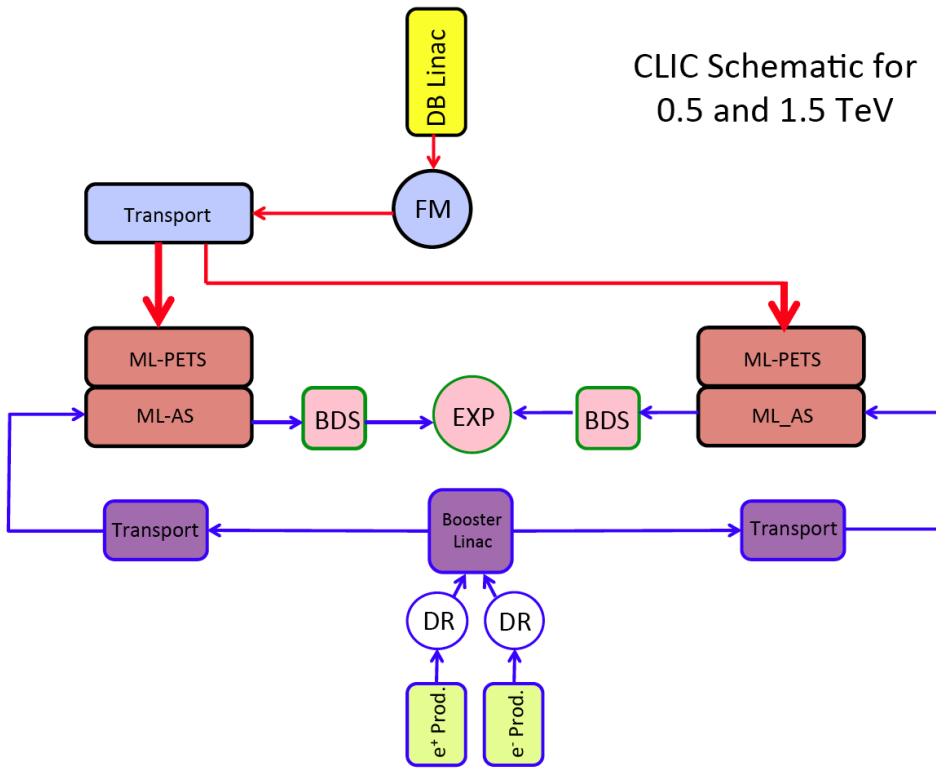 CLIC Schematic for
0.5 and 1.5 TeV
DB Linac
FM
Transport
ML-PETS
ML-AS
BDS
EXP
BDS
ML-PETS
ML_AS
Transport
Booster
Linac
Transport
DR
DR
e⁺ Prod.
e⁻ Prod.